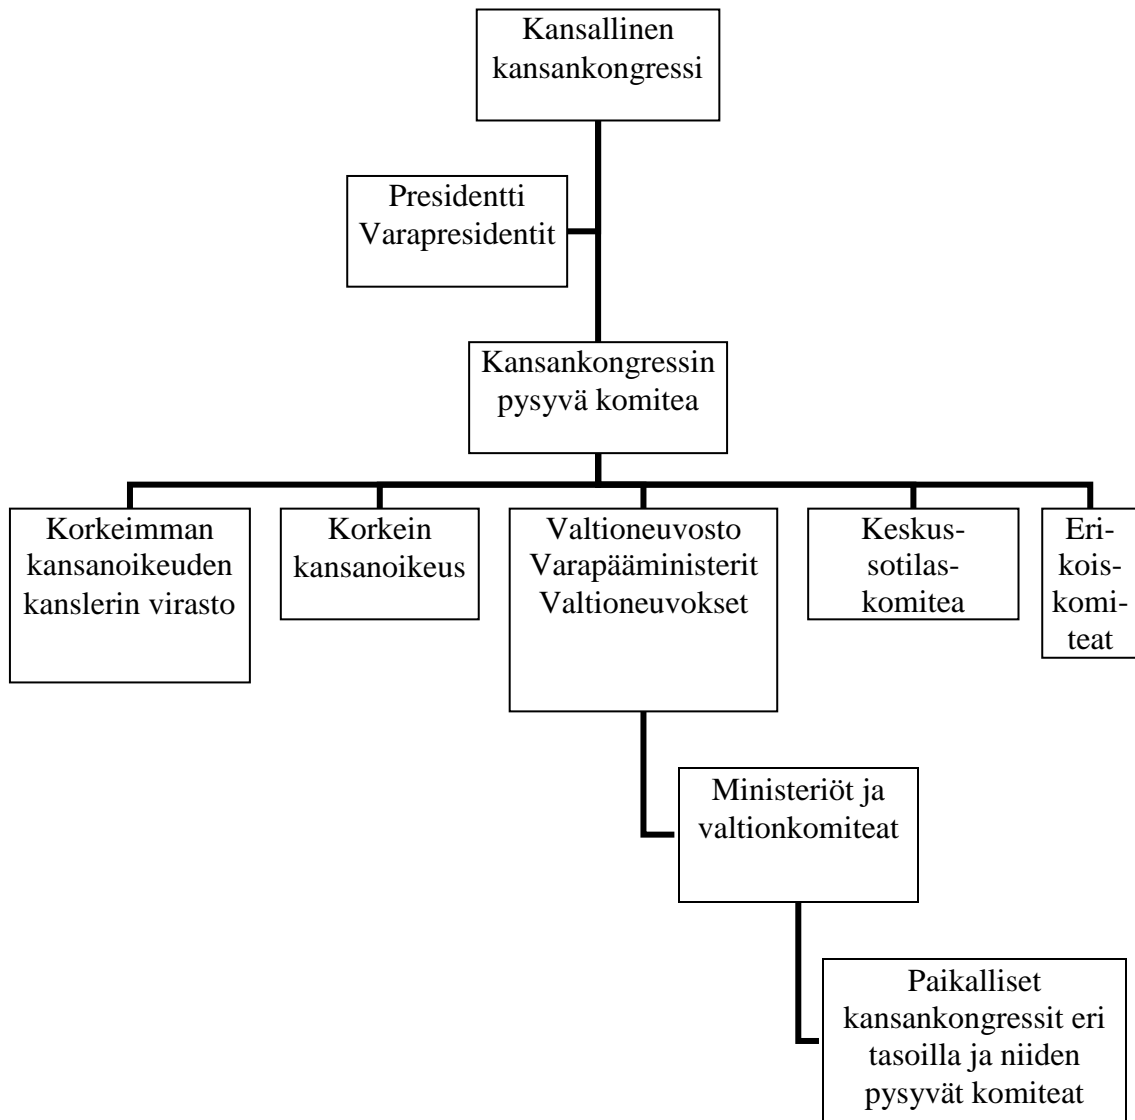 Kansallinen
kansankongressi
Presidentti
Varapresidentit
Kansankongressin
pysyvä komitea
Korkeimman
kansanoikeuden
kanslerin virasto
Korkein
kansanoikeus
Valtioneuvosto
Varapääministerit
Valtioneuvokset
Keskus-
sotilas-
komitea
Eri-
kois-
komi-
teat
Ministeriöt ja
valtionkomiteat
Paikalliset
kansankongressit eri
tasoilla ja niiden
pysyvät komiteat